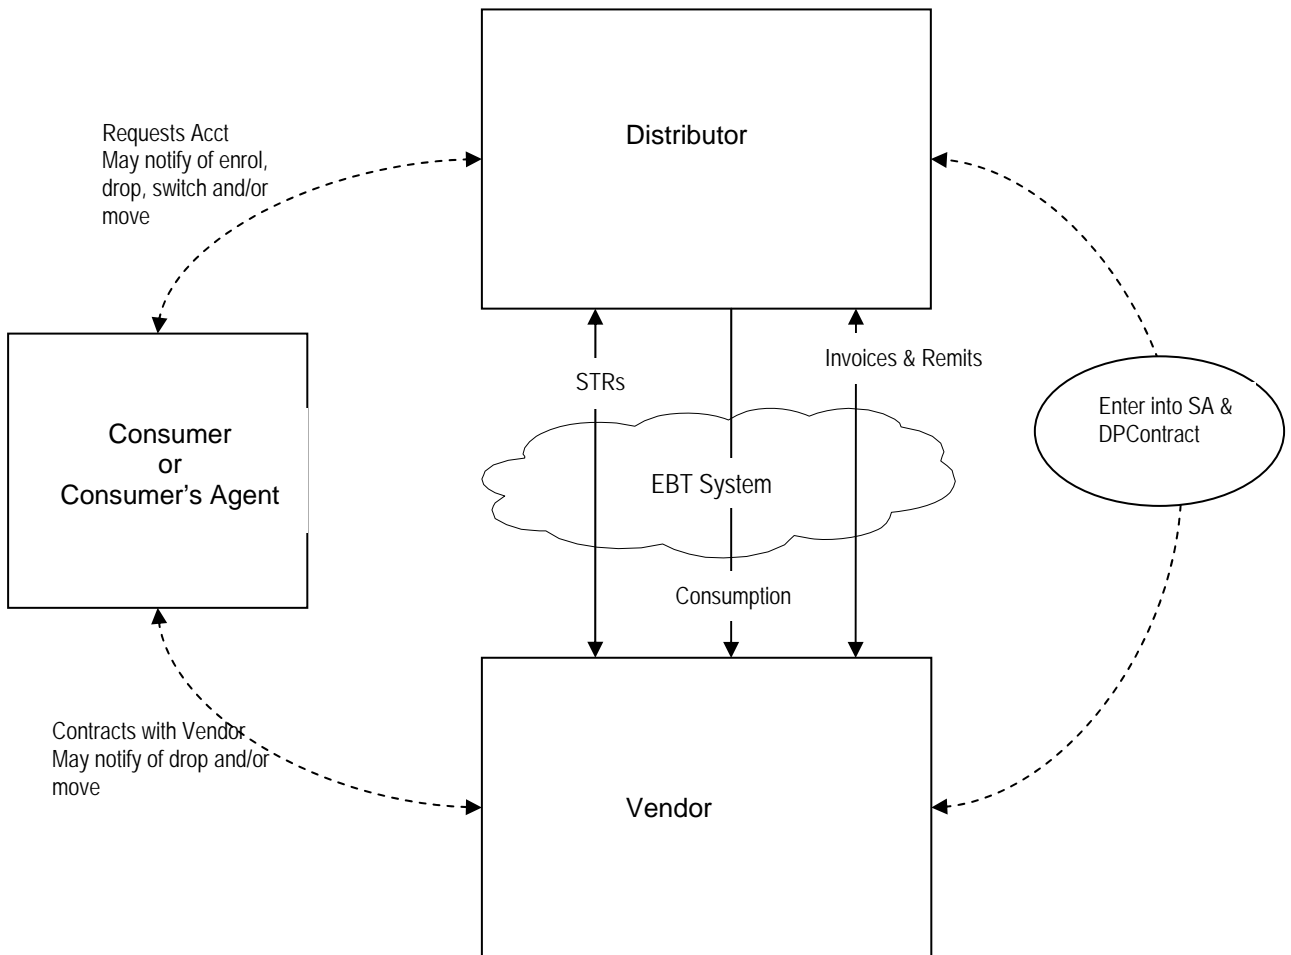 Distributor
Requests Acct
May notify of enrol,
drop, switch and/or
move
Invoices & Remits
STRs
Enter into SA &
DPContract
Consumer
or
Consumer's Agent
EBT System
Consumption
Contracts with Vendor
May notify of drop and/or
move
Vendor